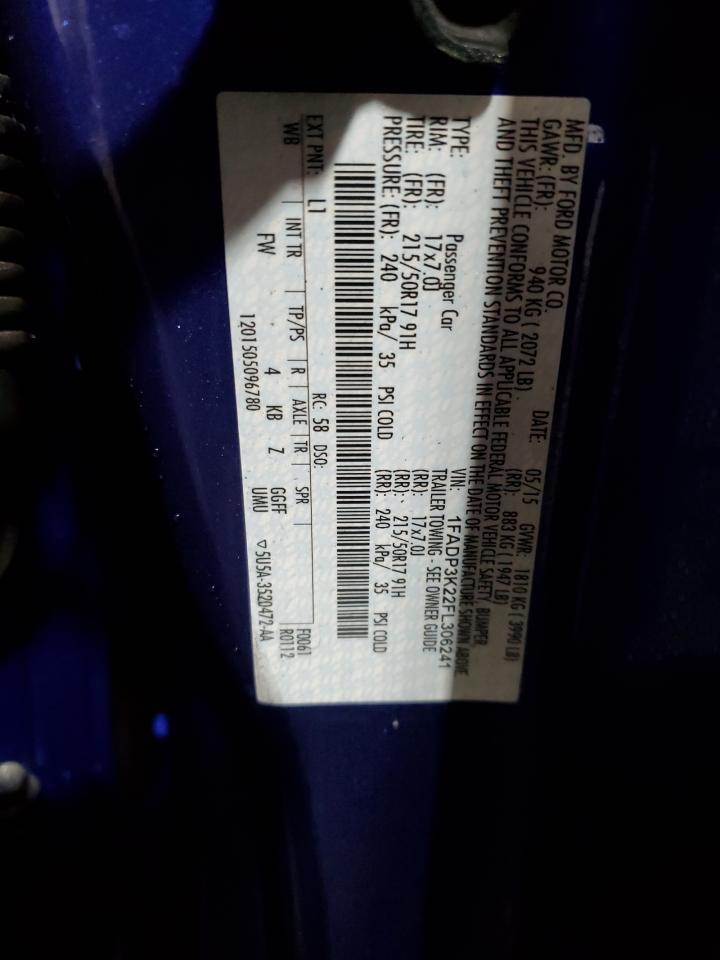 MFD. BY FORD MOTOR CO.
DATE: 05/15 GVWR: 1810 KG ( 3990 LB)
GAWR: (FR): 940 KG ( 2072 LB) (RR): 883 KG ( 1947 LB)
THIS VEHICLE CONFORMS TO ALL APPLICABLE FEDERAL MOTOR VEHICLE SAFETY, BUMPER,
AND THEFT PREVENTION STANDARDS IN EFFECT ON THE DATE OF MANUFACTURE SHOWN ABOVE
VIN: 1FADP3K22FL306241
TYPE: Passenger Car TRAILER TOWING - SEE OWNER GUIDE
RIM: (FR): 17x7.0J (RR): 17x7.0J
TIRE: (FR): 215/50R17 91H (RR): 215/50R17 91H
PRESSURE: (FR): 240 kPa/ 35 PSI COLD (RR): 240 kPa/ 35 PSI COLD
EXT PNT: L1 RC: 58 DSO: F0061
WB INT TR TP/PS R AXLE TR SPR R0112
FW 4 KB Z GGFF
UMU
1201505096780 ▽5U5A-3520472-AA